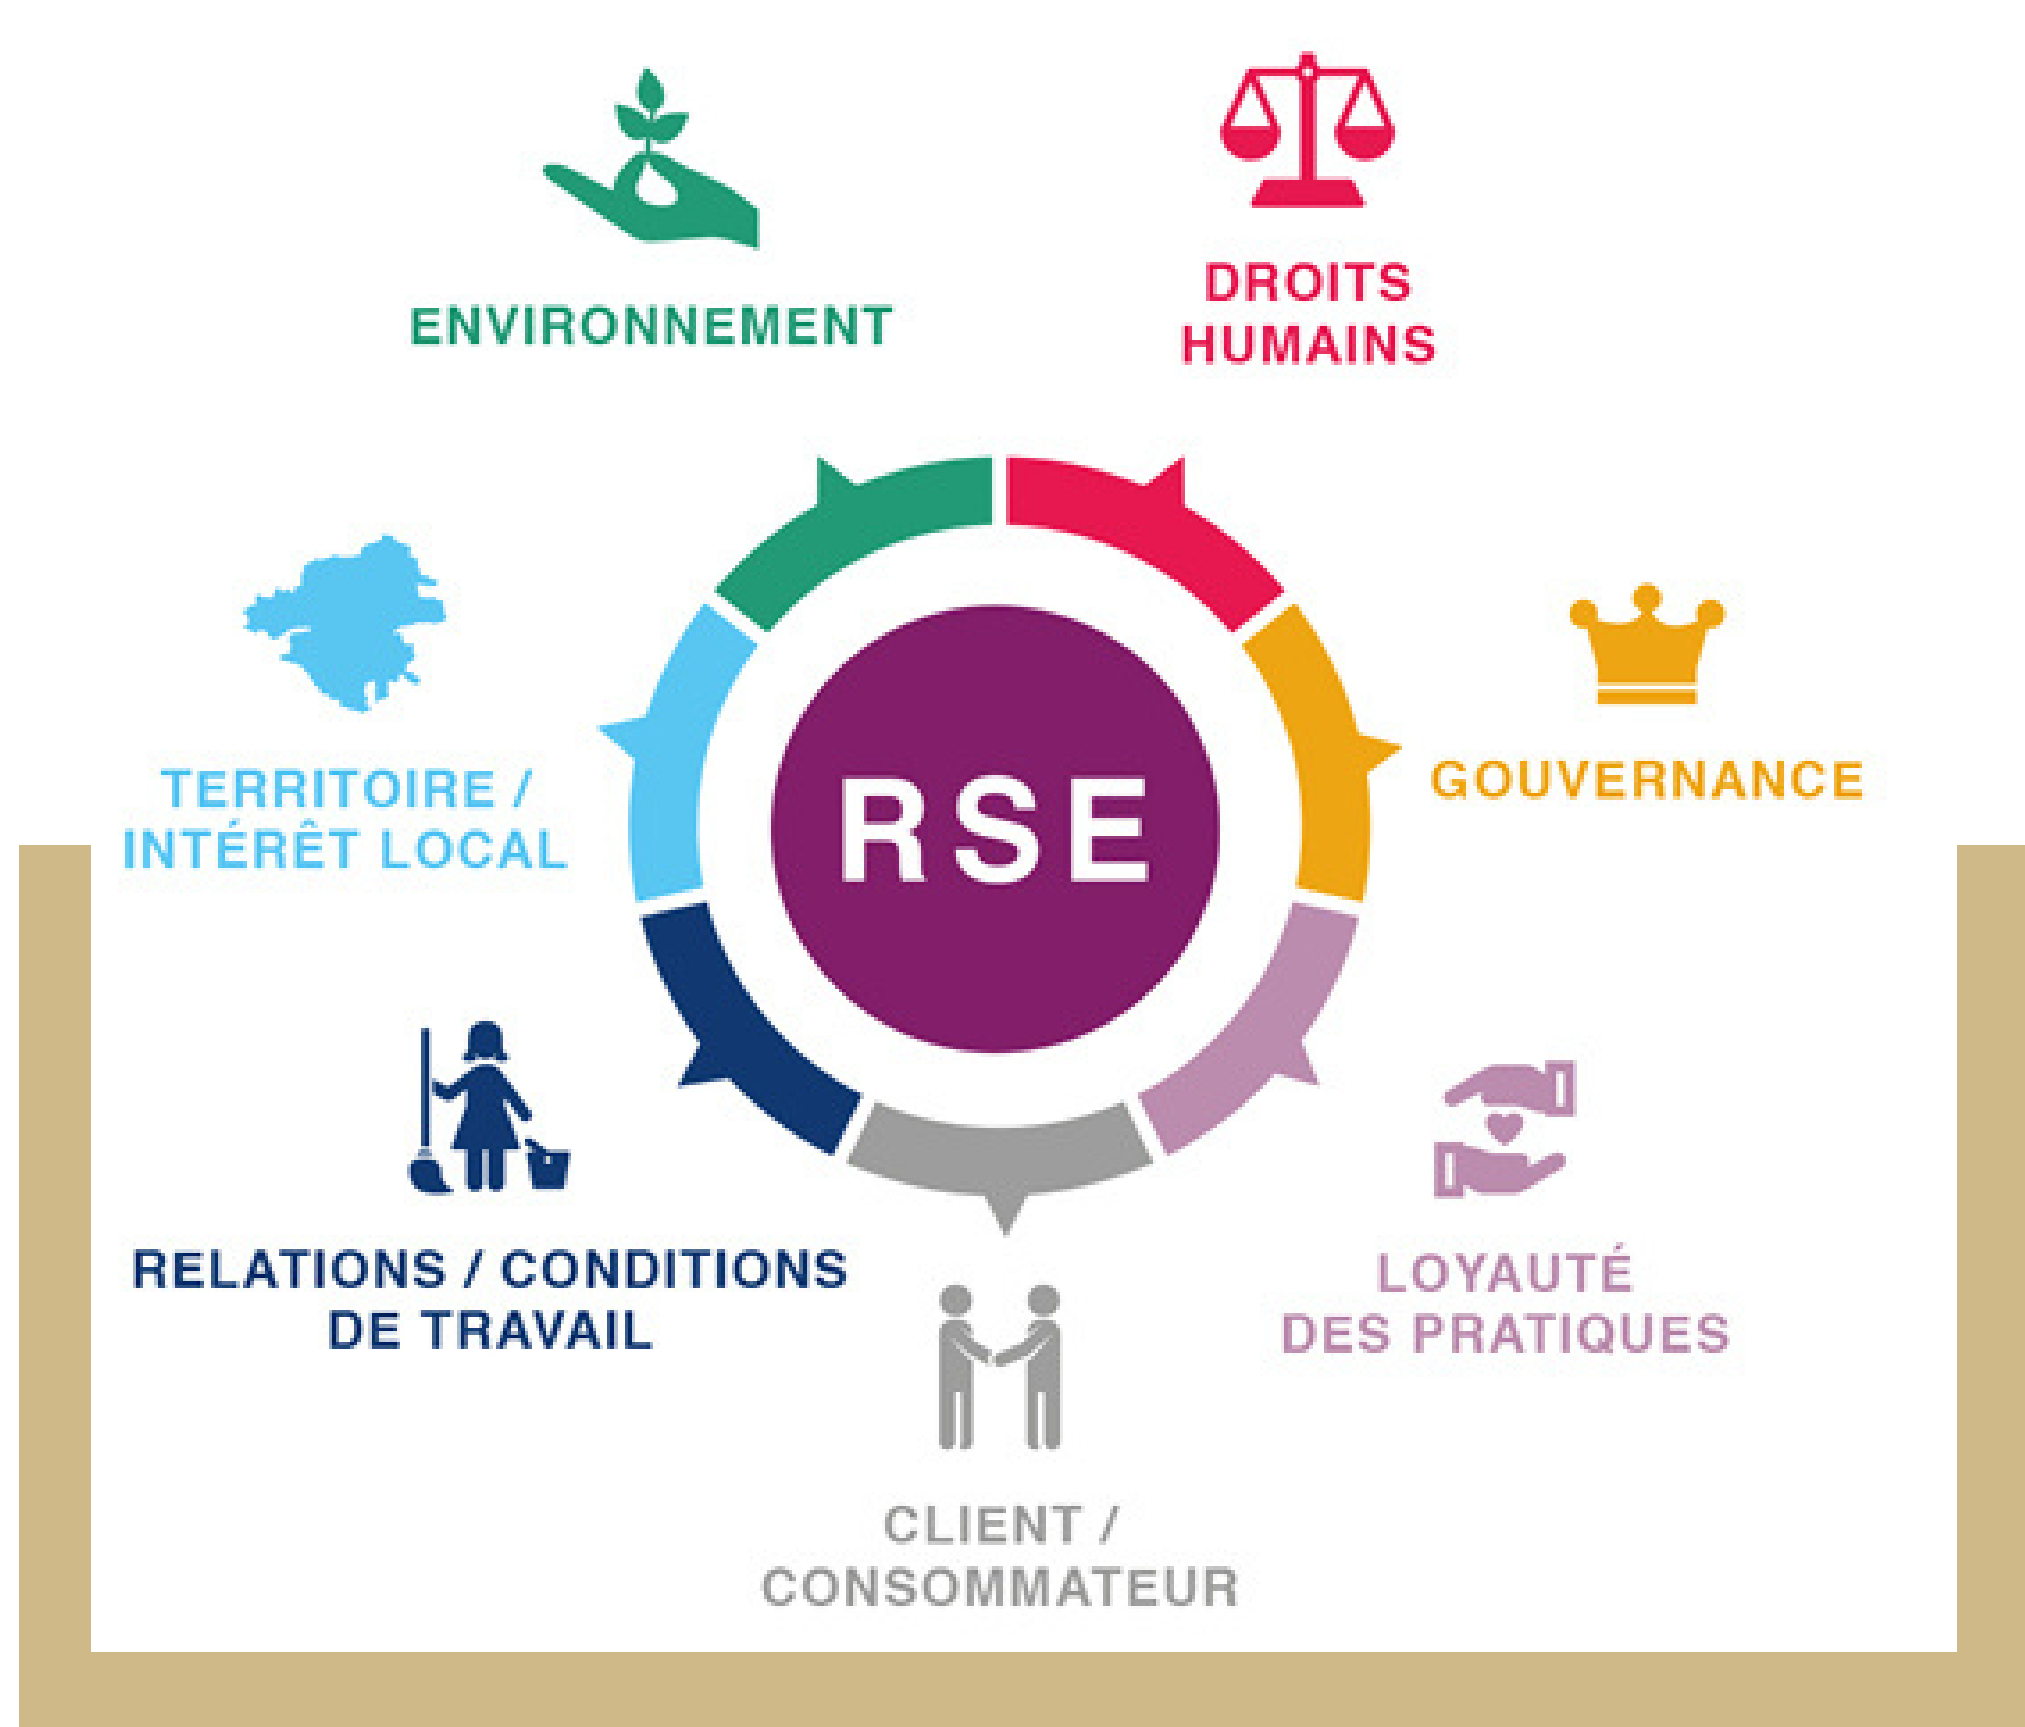 ENVIRONNEMENT
DROITS
HUMAINS
TERRITOIRE /
INTÉRÊT LOCAL
RSE
GOUVERNANCE
RELATIONS / CONDITIONS
DE TRAVAIL
LOYAUTÉ
DES PRATIQUES
CLIENT /
CONSOMMATEUR